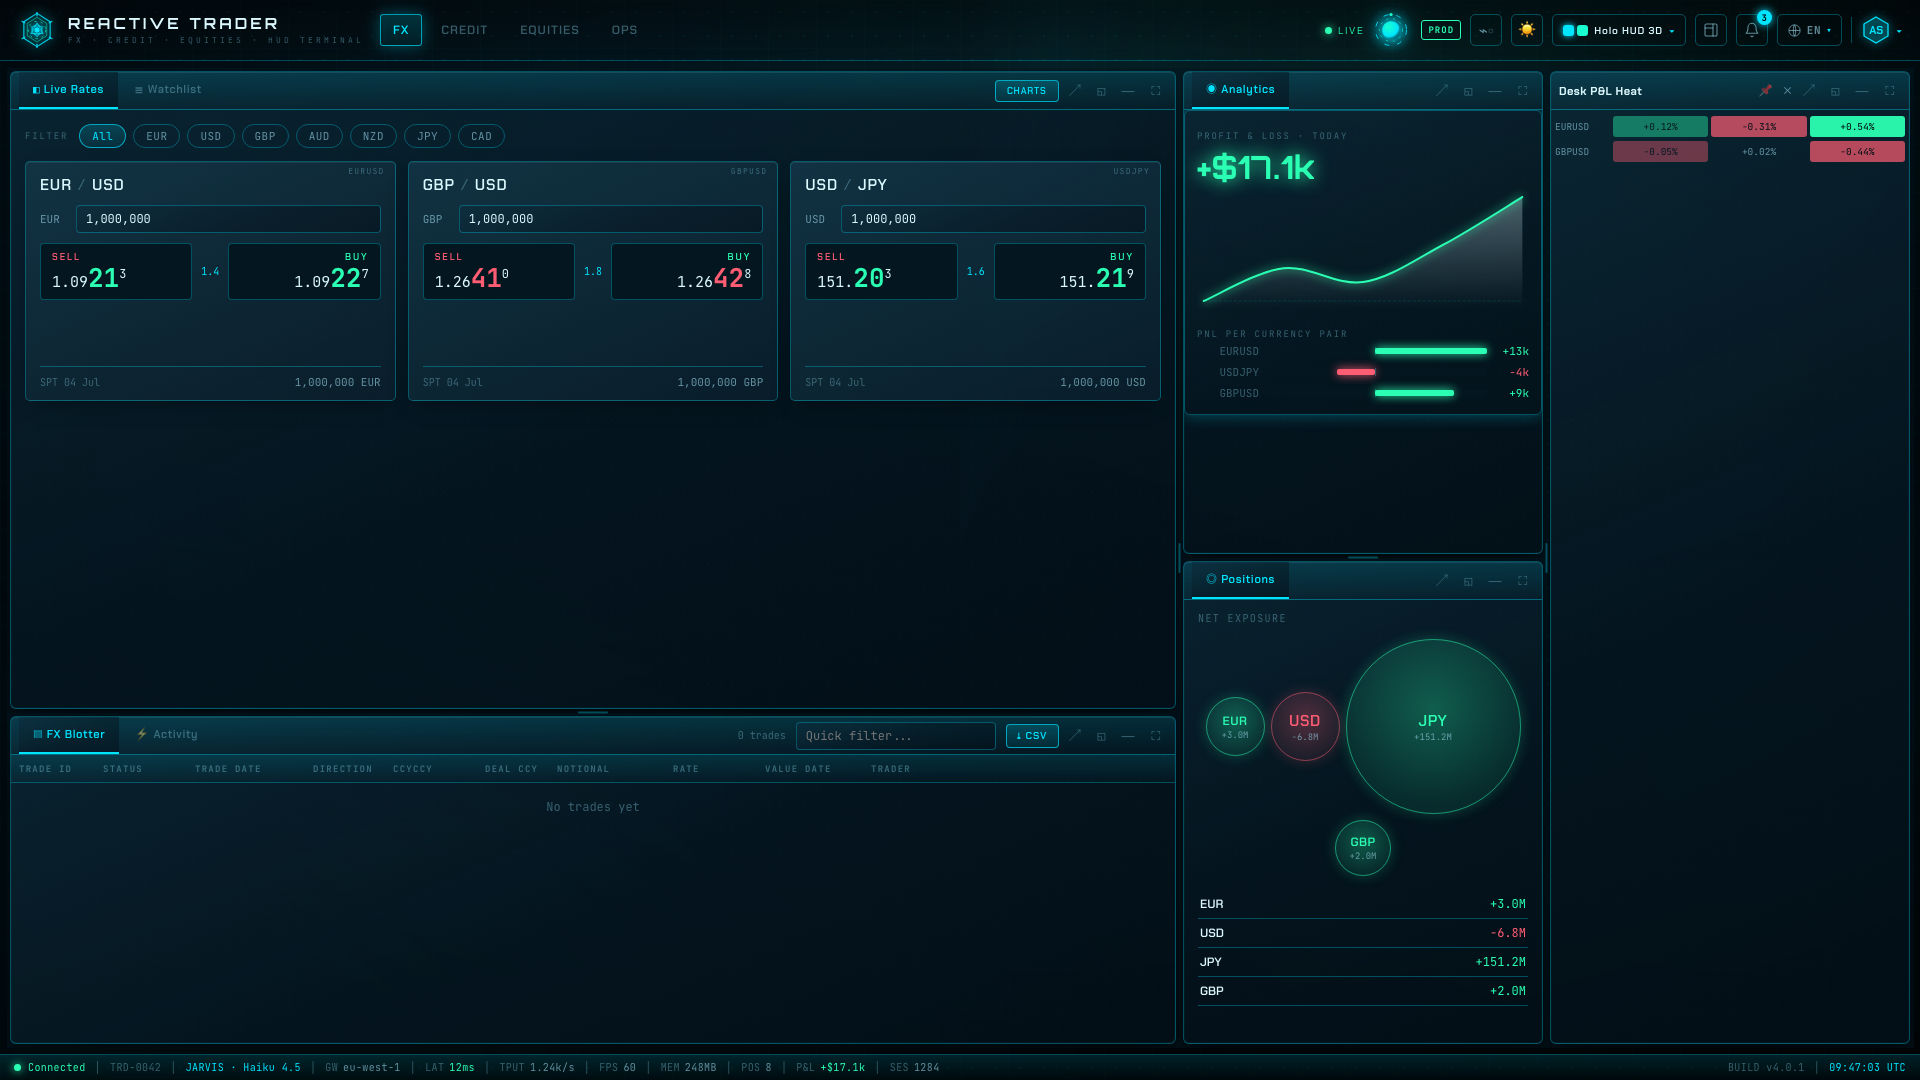 REACTIVE TRADER
FX · CREDIT · EQUITIES · HUD TERMINAL
FX CREDIT EQUITIES OPS
LIVE
PROD
Holo HUD 3D
3
EN
AS
Live Rates Watchlist
CHARTS
FILTER All EUR USD GBP AUD NZD JPY CAD
EUR / USD
EURUSD
EUR 1,000,000
SELL
1.09213
1.4
BUY
1.09227
SPT 04 Jul 1,000,000 EUR
GBP / USD
GBPUSD
GBP 1,000,000
SELL
1.26410
1.8
BUY
1.26428
SPT 04 Jul 1,000,000 GBP
USD / JPY
USDJPY
USD 1,000,000
SELL
151.203
1.6
BUY
151.219
SPT 04 Jul 1,000,000 USD
FX Blotter Activity
0 trades Quick filter... ↓ CSV
TRADE ID STATUS TRADE DATE DIRECTION CCYCCY DEAL CCY NOTIONAL RATE VALUE DATE TRADER
No trades yet
Analytics
PROFIT & LOSS · TODAY
+$17.1k
PNL PER CURRENCY PAIR
EURUSD +13k
USDJPY -4k
GBPUSD +9k
Positions
NET EXPOSURE
EUR
+3.0M
USD
-6.8M
JPY
+151.2M
GBP
+2.0M
EUR +3.0M
USD -6.8M
JPY +151.2M
GBP +2.0M
Desk P&L Heat
EURUSD +0.12% -0.31% +0.54%
GBPUSD -0.05% +0.02% -0.44%
Connected TRD-0042 JARVIS · Haiku 4.5 GW eu-west-1 LAT 12ms TPUT 1.24k/s FPS 60 MEM 248MB POS 8 P&L +$17.1k SES 1284
BUILD v4.0.1 09:47:03 UTC